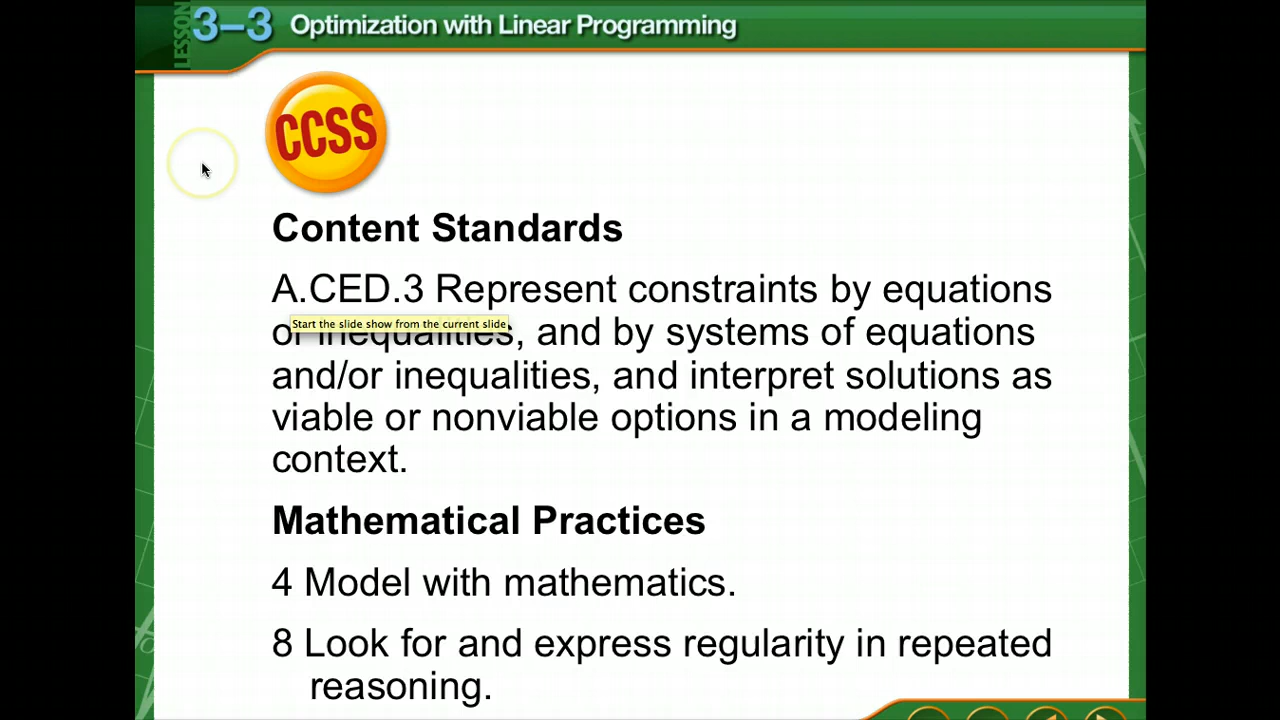 LESSON 3–3 Optimization with Linear Programming
CCSS
Content Standards
A.CED.3 Represent constraints by equations
Start the slide show from the current slide
or inequalities, and by systems of equations
and/or inequalities, and interpret solutions as
viable or nonviable options in a modeling
context.
Mathematical Practices
4 Model with mathematics.
8 Look for and express regularity in repeated
reasoning.